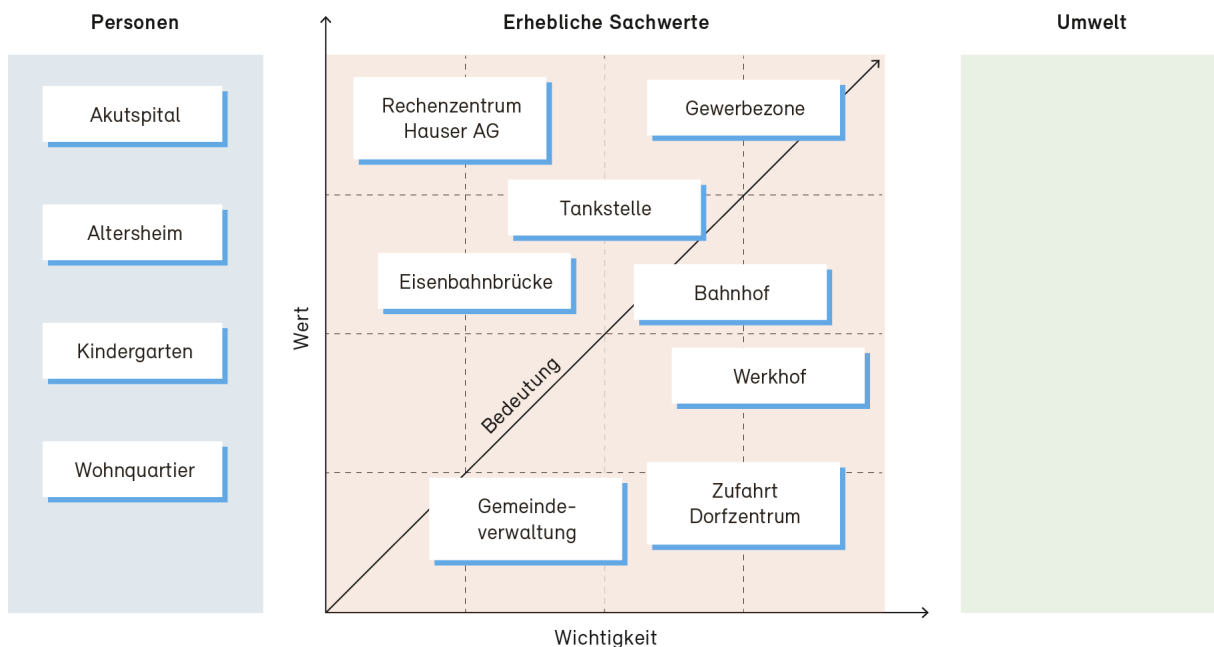 Personen
Akutspital
Altersheim
Kindergarten
Wohnquartier
Erhebliche Sachwerte
Rechenzentrum
Hauser AG
Gewerbezone
Tankstelle
Eisenbahnbrücke
Bahnhof
Werkhof
Gemeinde-
verwaltung
Zufahrt
Dorfzentrum
Bedeutung
Wert
Wichtigkeit
Umwelt